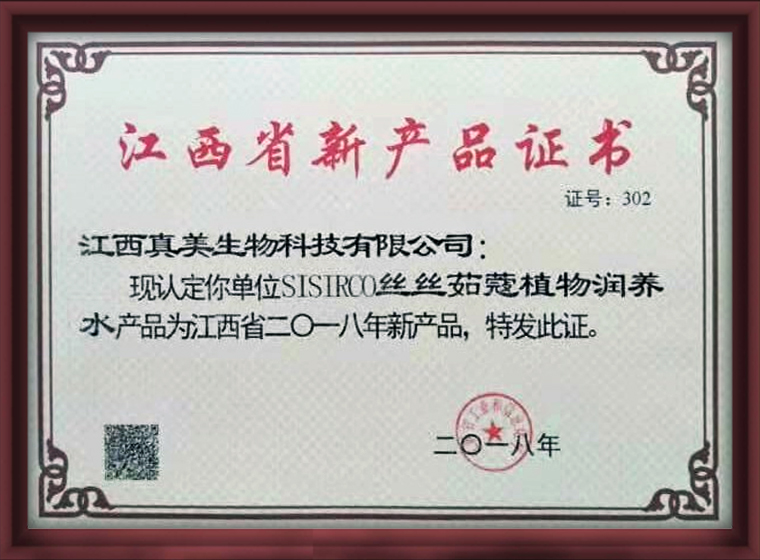 江西省新产品证书
证号：302
江西真美生物科技有限公司：
现认定你单位SISIRCO丝丝茹蔻植物润养
水产品为江西省二〇一八年新产品，特发此证。
二〇一八年